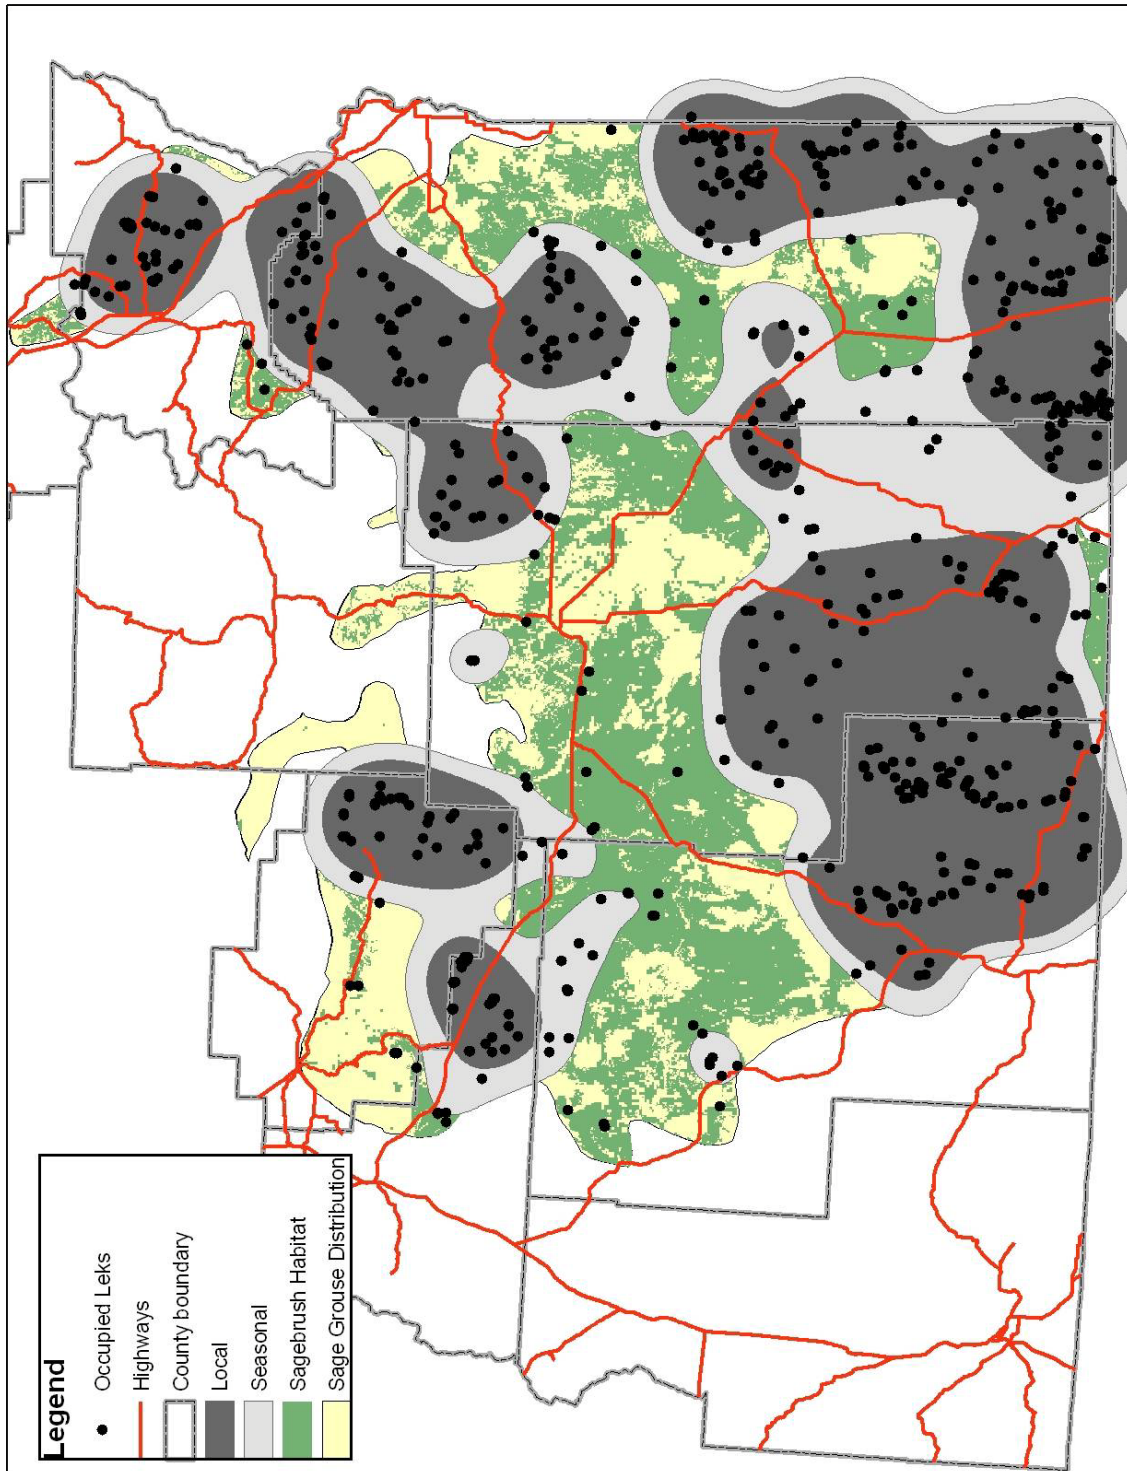 Legend
Occupied Leks
Highways
County boundary
Local
Seasonal
Sagebrush Habitat
Sage Grouse Distribution